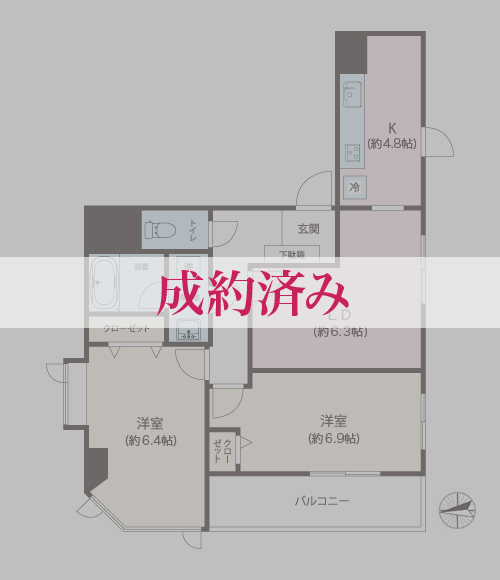 K
(約4.8帖)
冷
玄関
トイレ
下駄箱
洗
成約済み
LD
(約6.3帖)
クローゼット
洋室
(約6.4帖)
洋室
(約6.9帖)
クロー
ゼット
バルコニー